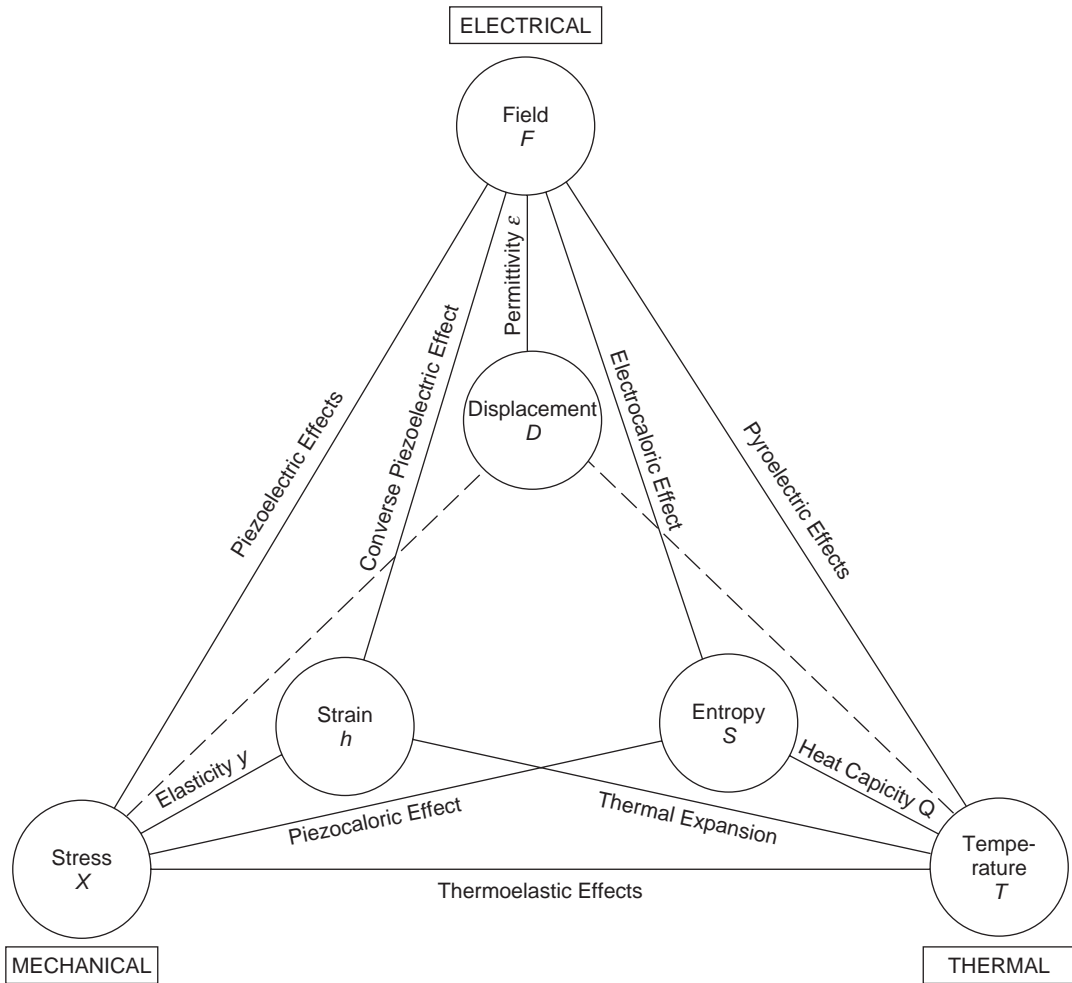 ELECTRICAL
Field
F
Permittivity ε
Converse Piezoelectric Effect
Electrocaloric Effect
Piezoelectric Effects
Pyroelectric Effects
Displacement
D
Strain
h
Entropy
S
Elasticity y
Heat Capicity Q
Piezocaloric Effect
Thermal Expansion
Stress
X
Tempe-
rature
T
Thermoelastic Effects
MECHANICAL
THERMAL